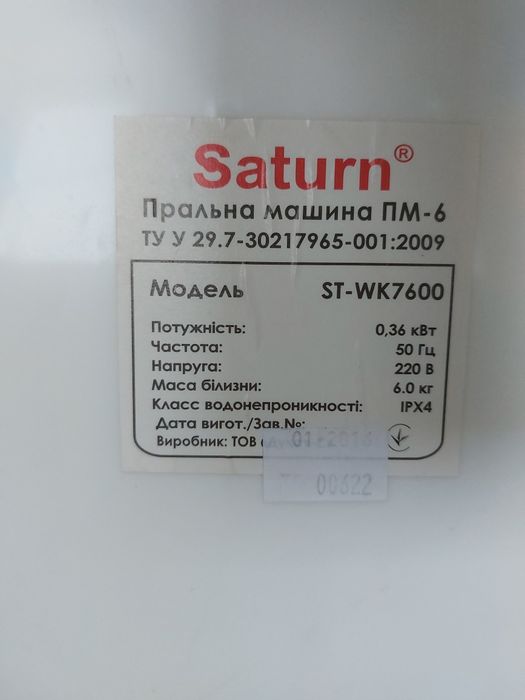 Saturn®
Пральна машина ПМ-6
ТУ У 29.7-30217965-001:2009
Модель ST-WK7600
Потужність: 0,36 кВт
Частота: 50 Гц
Напруга: 220 В
Маса білизни: 6.0 кг
Класс водонепроникності: IPX4
Дата вигот./Зав.№:
Виробник: ТОВ
00622